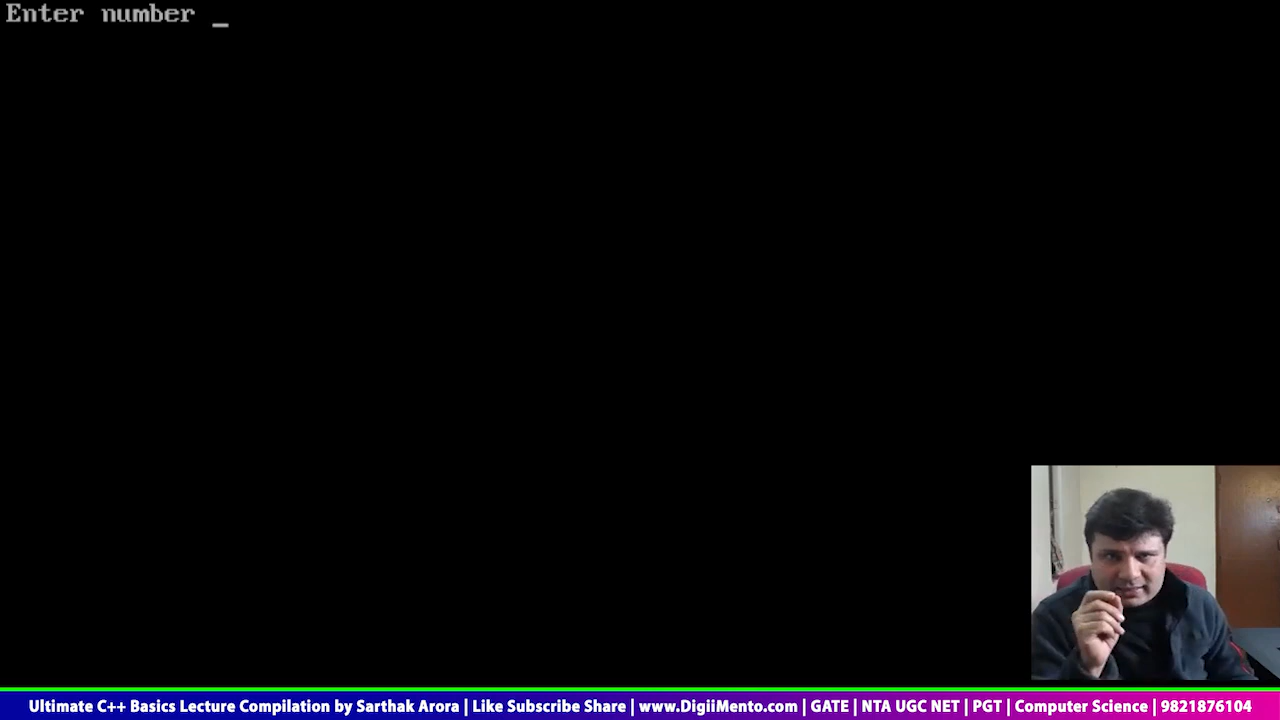 Enter number _
Ultimate C++ Basics Lecture Compilation by Sarthak Arora | Like Subscribe Share | www.DigiiMento.com | GATE | NTA UGC NET | PGT | Computer Science | 9821876104